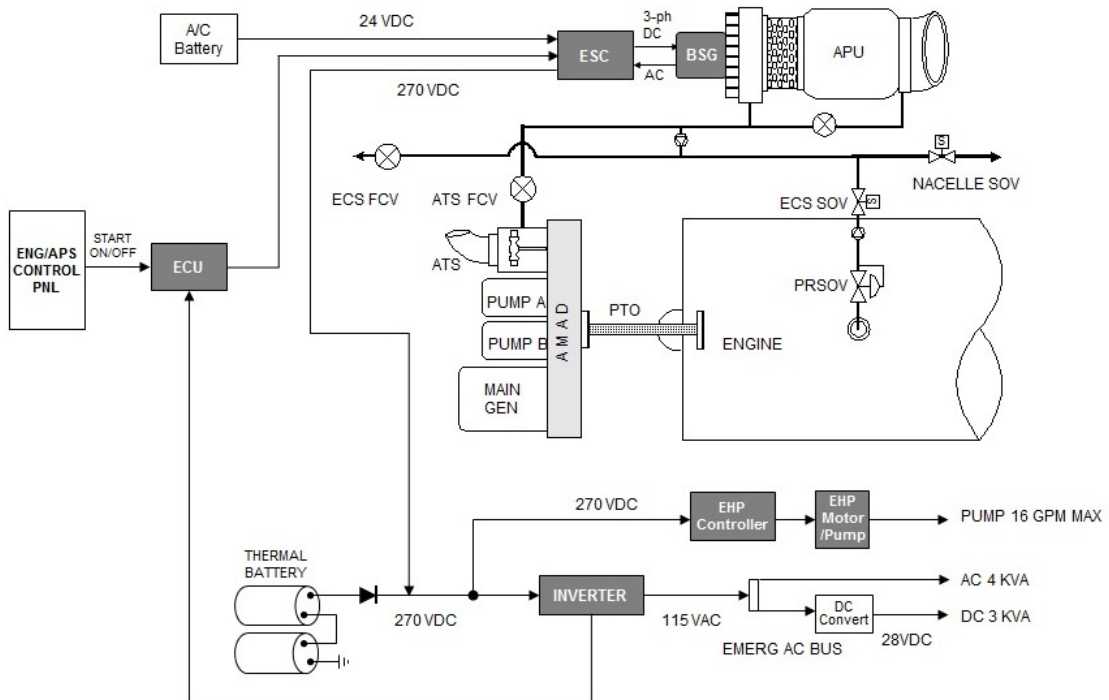 A/C
Battery
24 VDC
270 VDC
ESC
3-ph
DC
AC
BSG
APU
ECS FCV
ATS FCV
NACELLE SOV
S
ECS SOV
S
ENG/APS
CONTROL
PNL
START
ON/OFF
ECU
ATS
PUMP A
PUMP B
MAIN
GEN
AMAD
PTO
ENGINE
PRSOV
270 VDC
EHP
Controller
EHP
Motor
/Pump
PUMP 16 GPM MAX
THERMAL
BATTERY
270 VDC
INVERTER
115 VAC
EMERG AC BUS
DC
Convert
28VDC
AC 4 KVA
DC 3 KVA